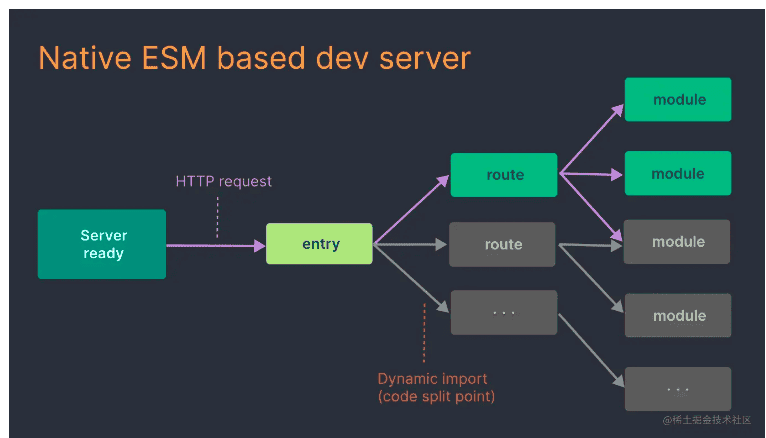 Native ESM based dev server
module
HTTP request
route
module
Server
ready
entry
route
module
...
module
Dynamic import
(code split point)
...
@稀土掘金技术社区